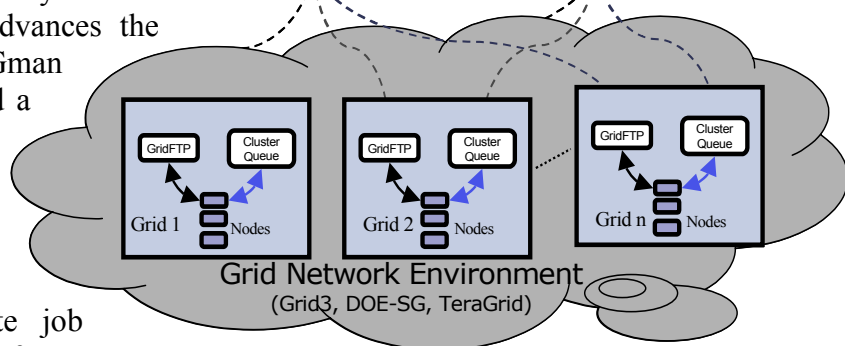 dvances the
Gman
a
GridFTP
Cluster
Queue
Grid 1
Nodes
GridFTP
Cluster
Queue
Grid 2
Nodes
GridFTP
Cluster
Queue
Grid n
Nodes
Grid Network Environment
(Grid3, DOE-SG, TeraGrid)
te job